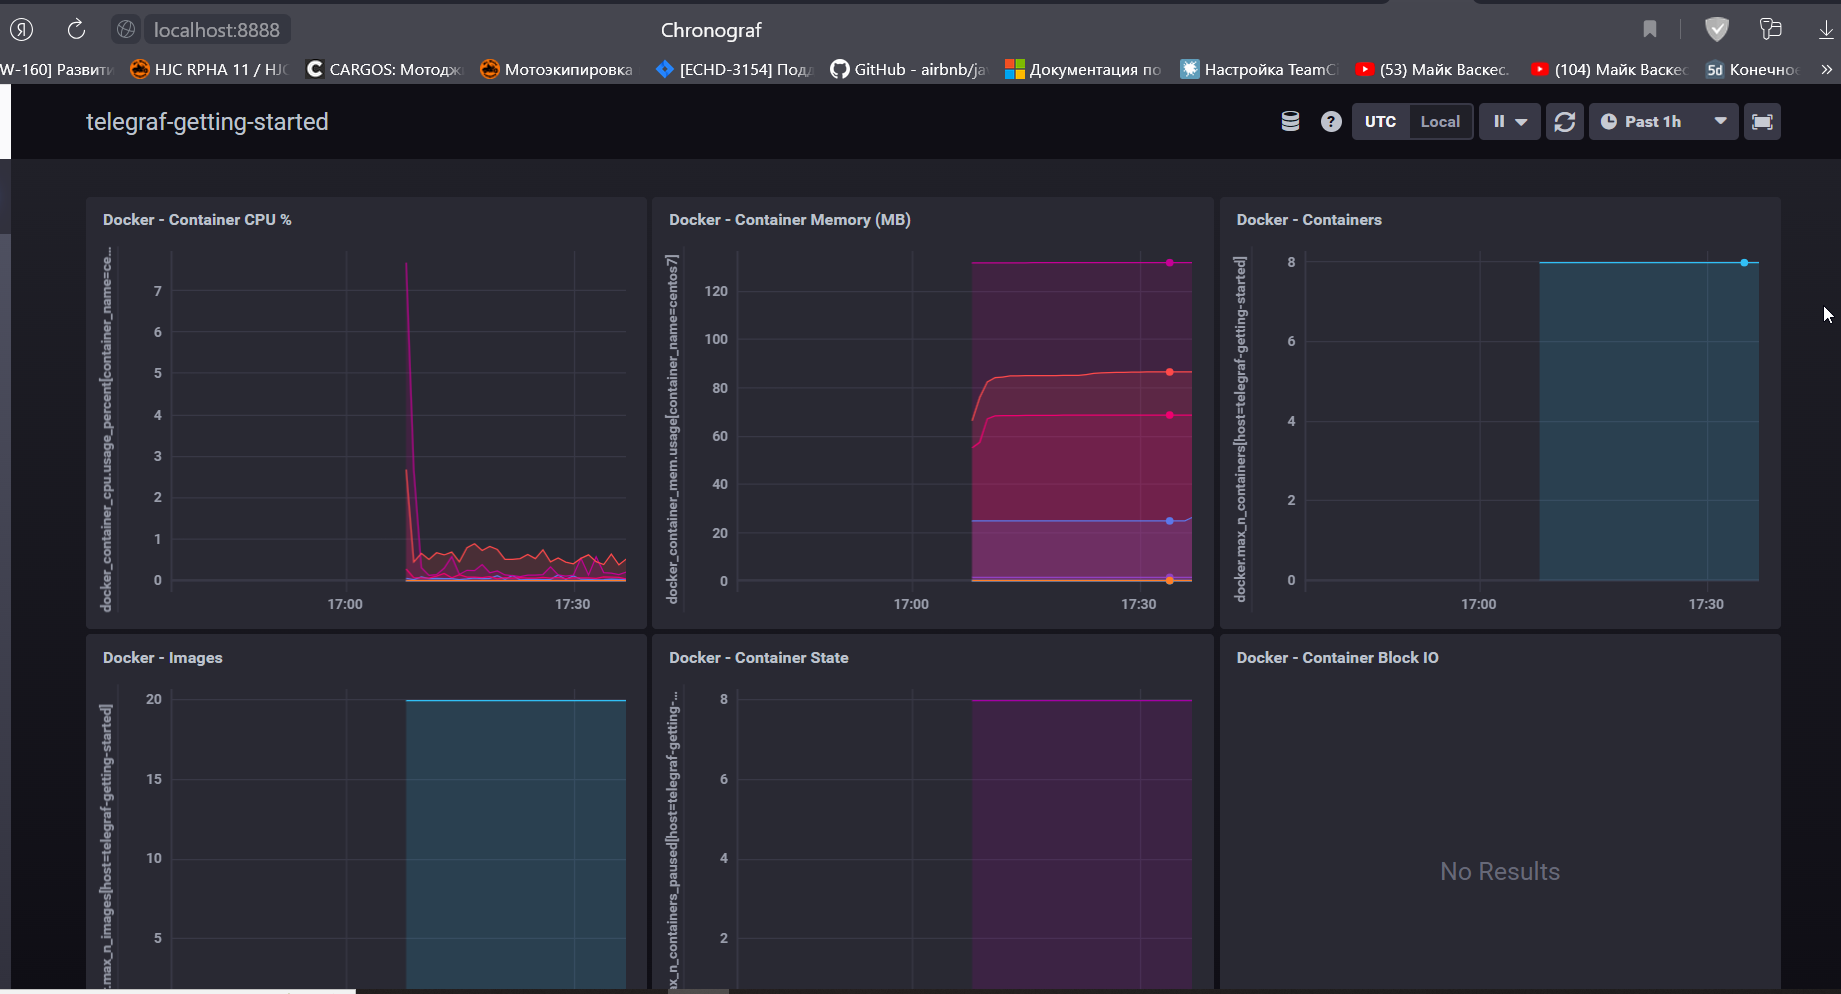 Я localhost:8888 Chronograf
W-160] Развити HJC RPHA 11 / HJC C CARGOS: Мотодж Мотоэкипировка [ECHD-3154] Под GitHub - airbnb/ja Документация по Настройка TeamCi (53) Майк Васкес. (104) Майк Васкес 5d Конечно »
telegraf-getting-started
? UTC Local Past 1h
Docker - Container CPU %
docker_container_cpu.usage_percent[container_name=ce...
7
6
5
4
3
2
1
0
17:00 17:30
Docker - Container Memory (MB)
docker_container_mem.usage[container_name=centos7]
120
100
80
60
40
20
0
17:00 17:30
Docker - Containers
docker.max_n_containers[host=telegraf-getting-started]
8
6
4
2
0
17:00 17:30
Docker - Images
.max_n_images[host=telegraf-getting-started]
20
15
10
5
Docker - Container State
ax_n_containers_paused[host=telegraf-getting-...
8
6
4
2
Docker - Container Block IO
No Results